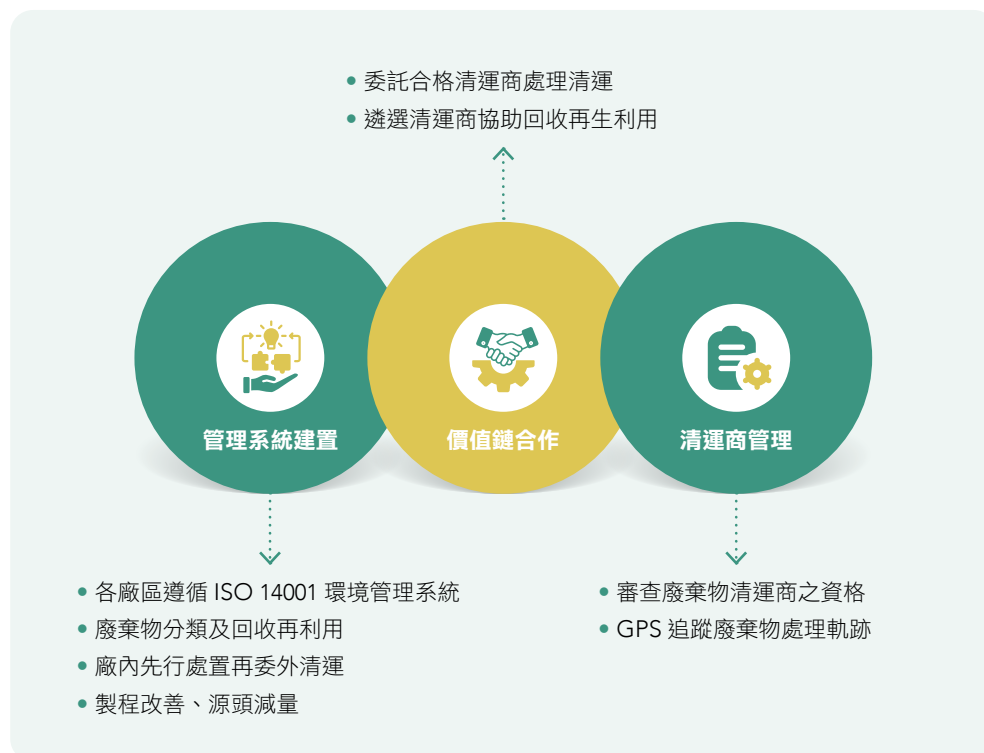 • 委託合格清運商處理清運
• 遴選清運商協助回收再生利用
管理系統建置
價值鏈合作
清運商管理
• 各廠區遵循 ISO 14001 環境管理系統
• 廢棄物分類及回收再利用
• 廠內先行處置再委外清運
• 製程改善、源頭減量
• 審查廢棄物清運商之資格
• GPS 追蹤廢棄物處理軌跡